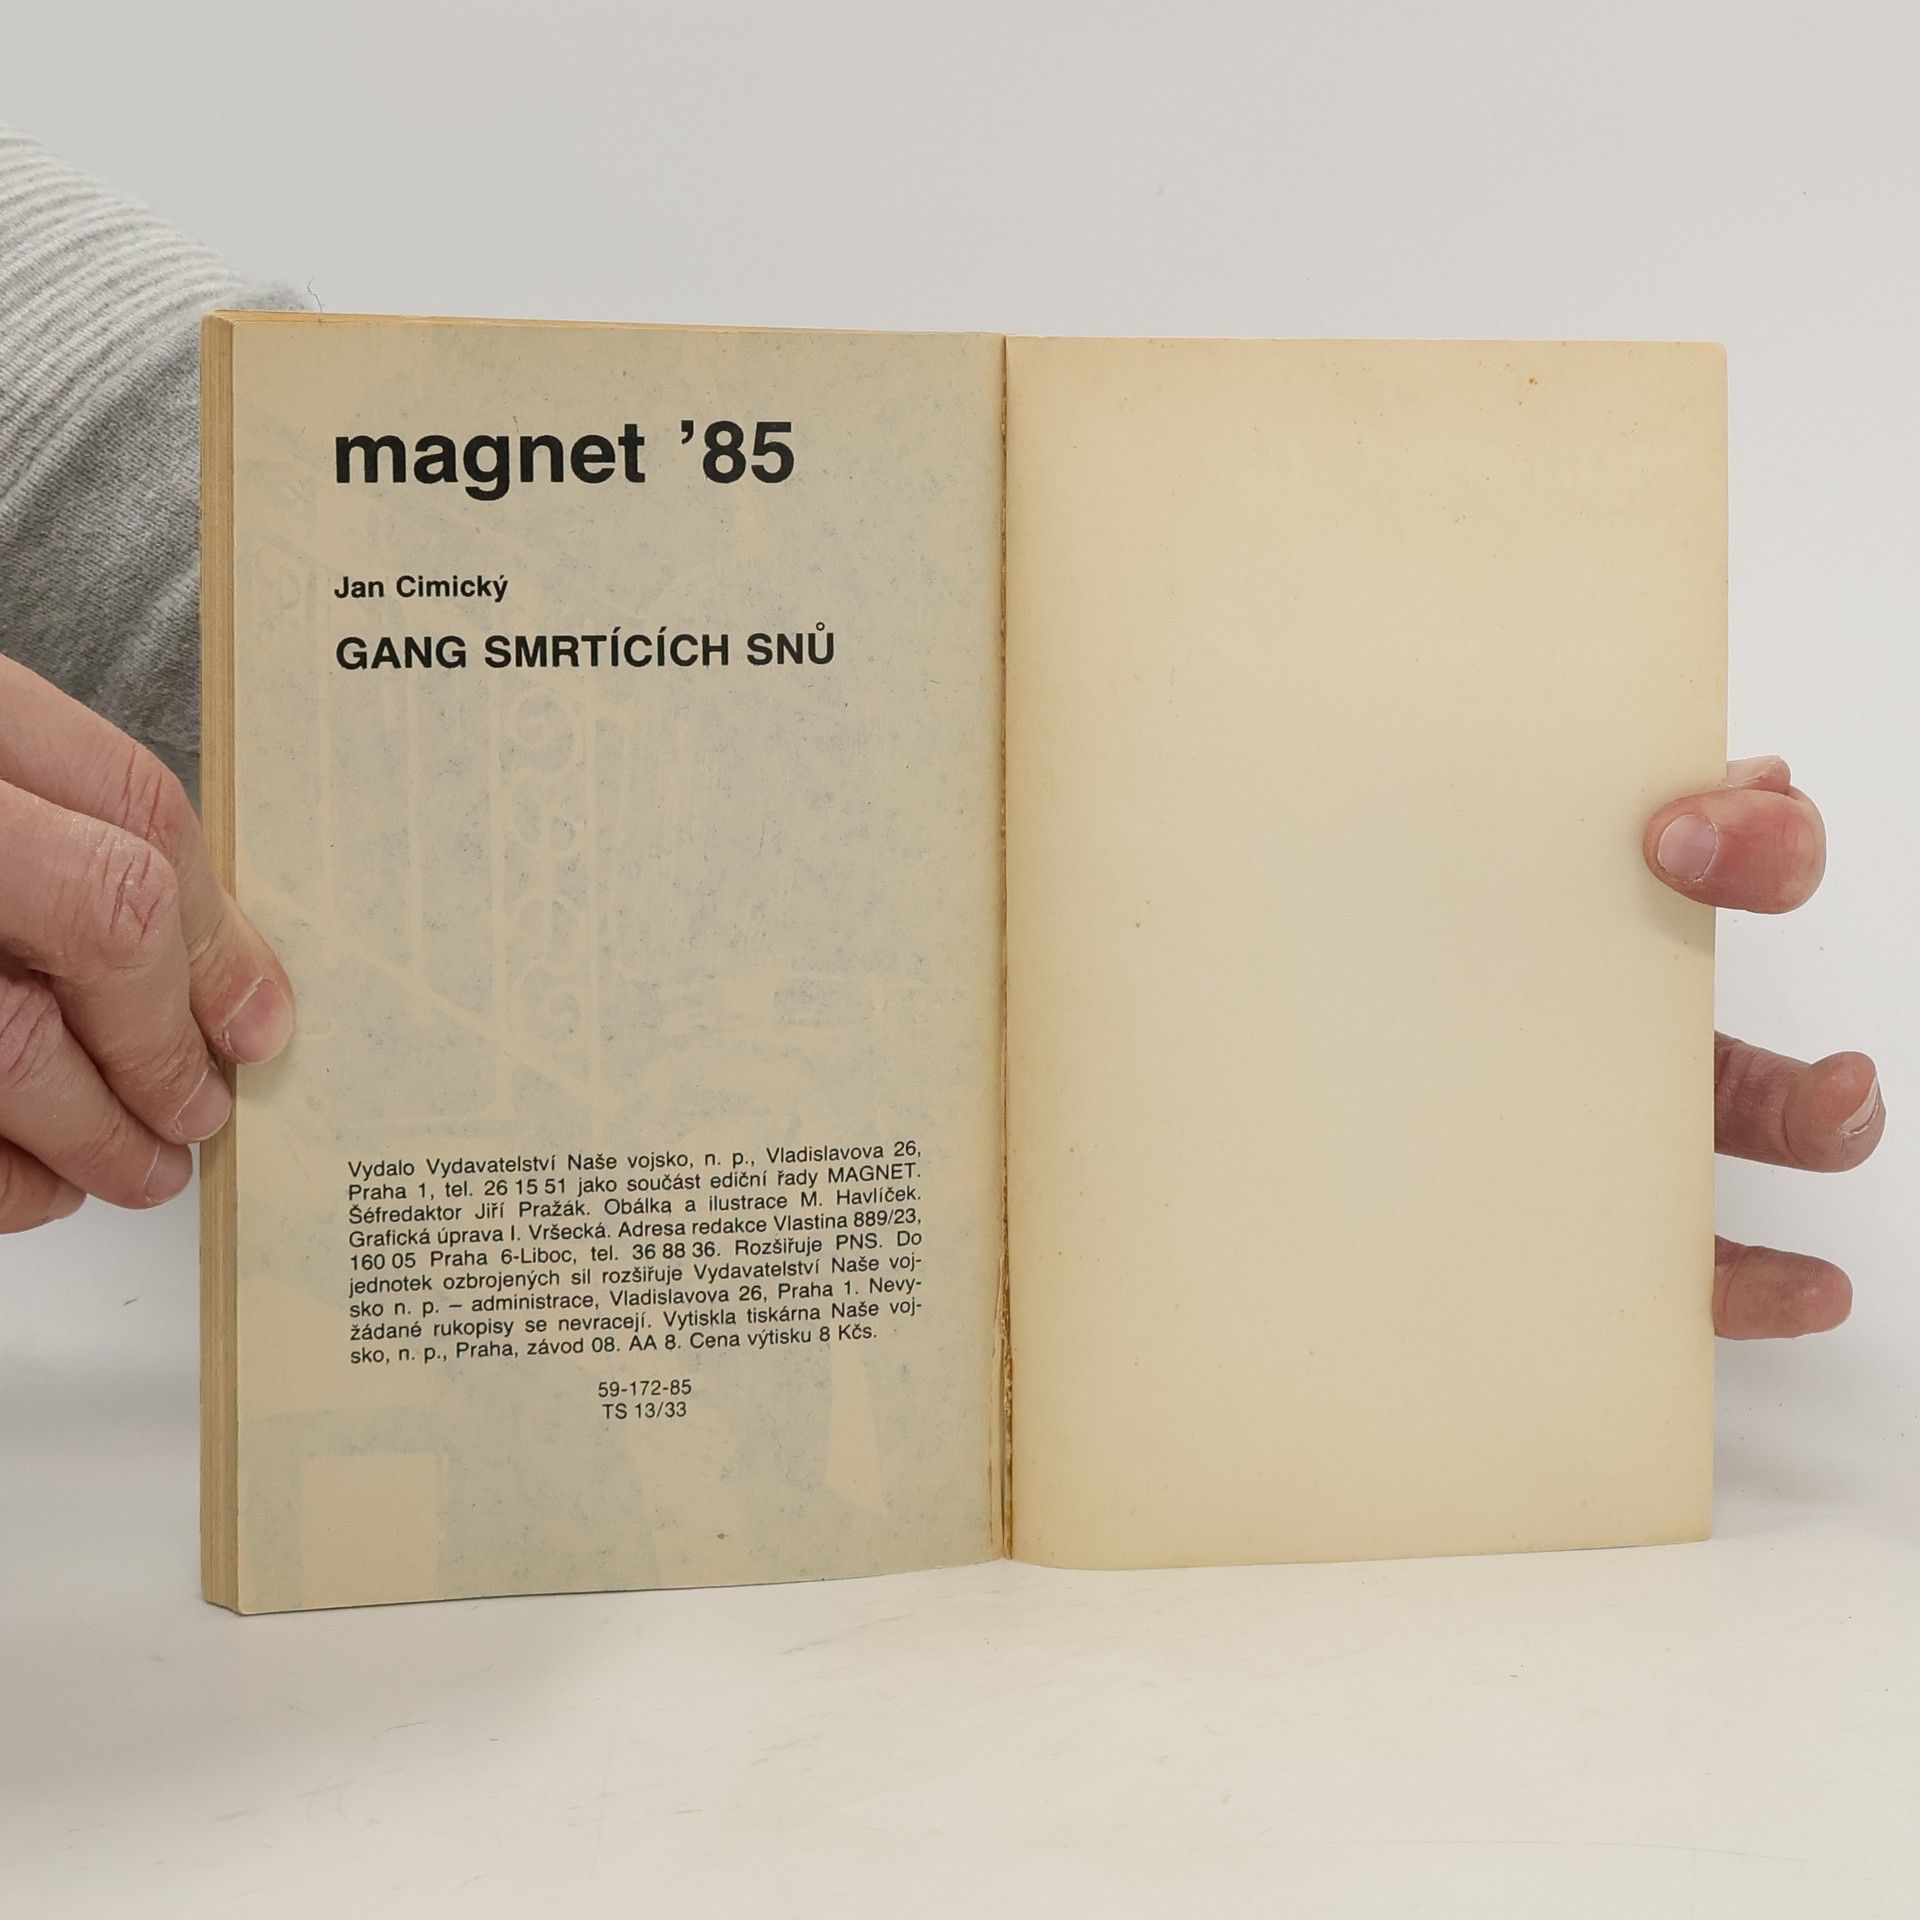 magnet ’85
Jan Cimický
GANG SMRTÍCÍCH SNŮ
Vydalo Vydavatelství Naše vojsko, n. p., Vladislavova 26,
Praha 1, tel. 26 15 51 jako součást ediční řady MAGNET.
Šéfredaktor Jiří Pražák. Obálka a ilustrace M. Havlíček.
Grafická úprava I. Vršecká. Adresa redakce Vlastina 889/23,
160 05 Praha 6-Liboc, tel. 36 88 36. Rozšiřuje PNS. Do
jednotek ozbrojených sil rozšiřuje Vydavatelství Naše voj-
sko n. p. – administrace, Vladislavova 26, Praha 1. Nevy-
žádané rukopisy se nevracejí. Vytiskla tiskárna Naše voj-
sko, n. p., Praha, závod 08. AA 8. Cena výtisku 8 Kčs.
59-172-85
TS 13/33